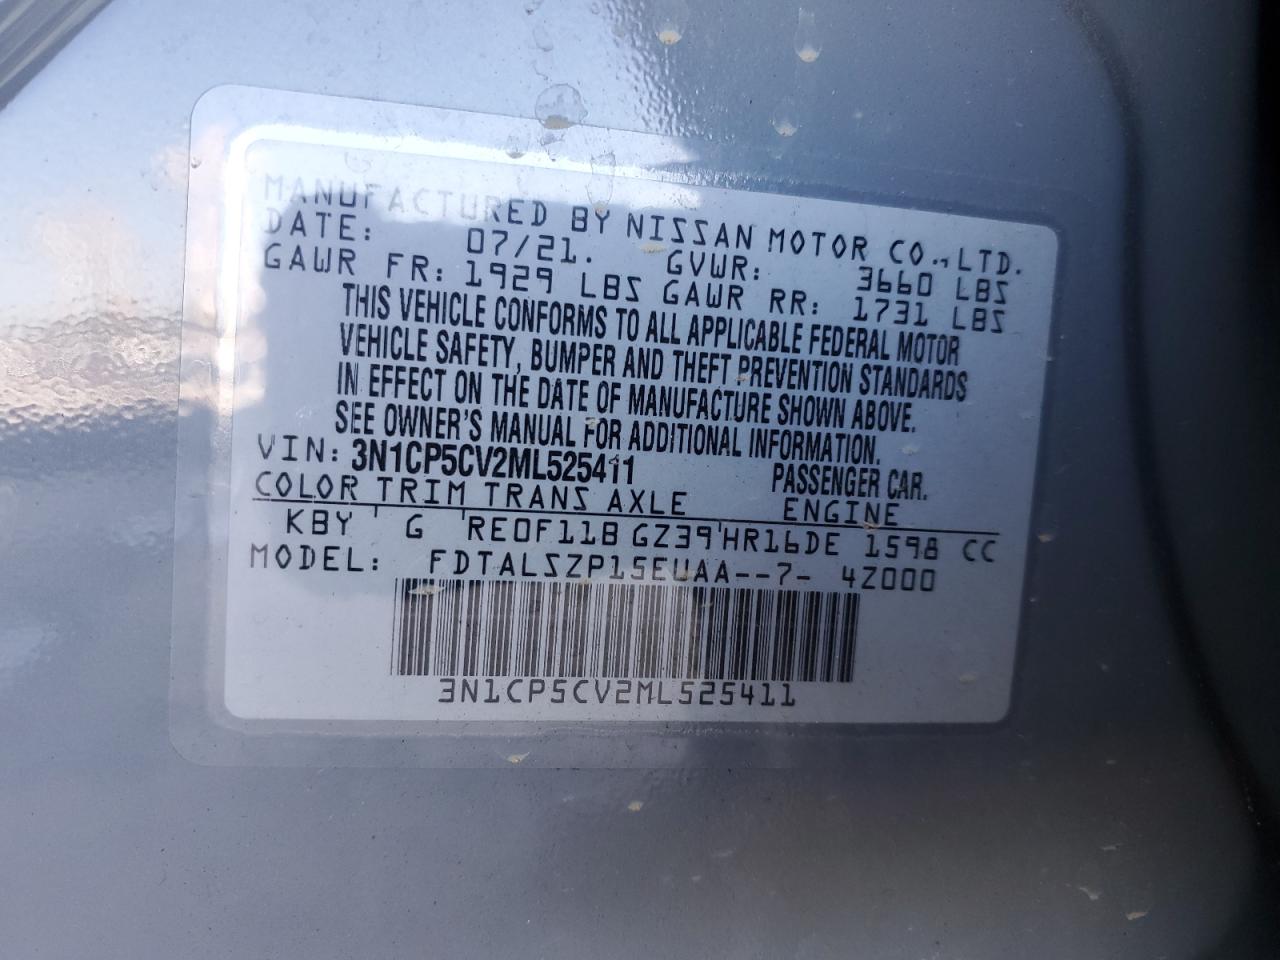 MANUFACTURED BY NISSAN MOTOR CO., LTD.
DATE: 07/21. GVWR: 3660 LBS
GAWR FR: 1929 LBS GAWR RR: 1731 LBS
THIS VEHICLE CONFORMS TO ALL APPLICABLE FEDERAL MOTOR
VEHICLE SAFETY, BUMPER AND THEFT PREVENTION STANDARDS
IN EFFECT ON THE DATE OF MANUFACTURE SHOWN ABOVE.
SEE OWNER'S MANUAL FOR ADDITIONAL INFORMATION.
VIN: 3N1CP5CV2ML525411 PASSENGER CAR.
COLOR TRIM TRANS AXLE ENGINE
KBY ' G ' RE0F11B GZ39 ' HR16DE 1598 CC
MODEL: FDTALSZP15EUAA--7- 4Z000
3N1CP5CV2ML525411